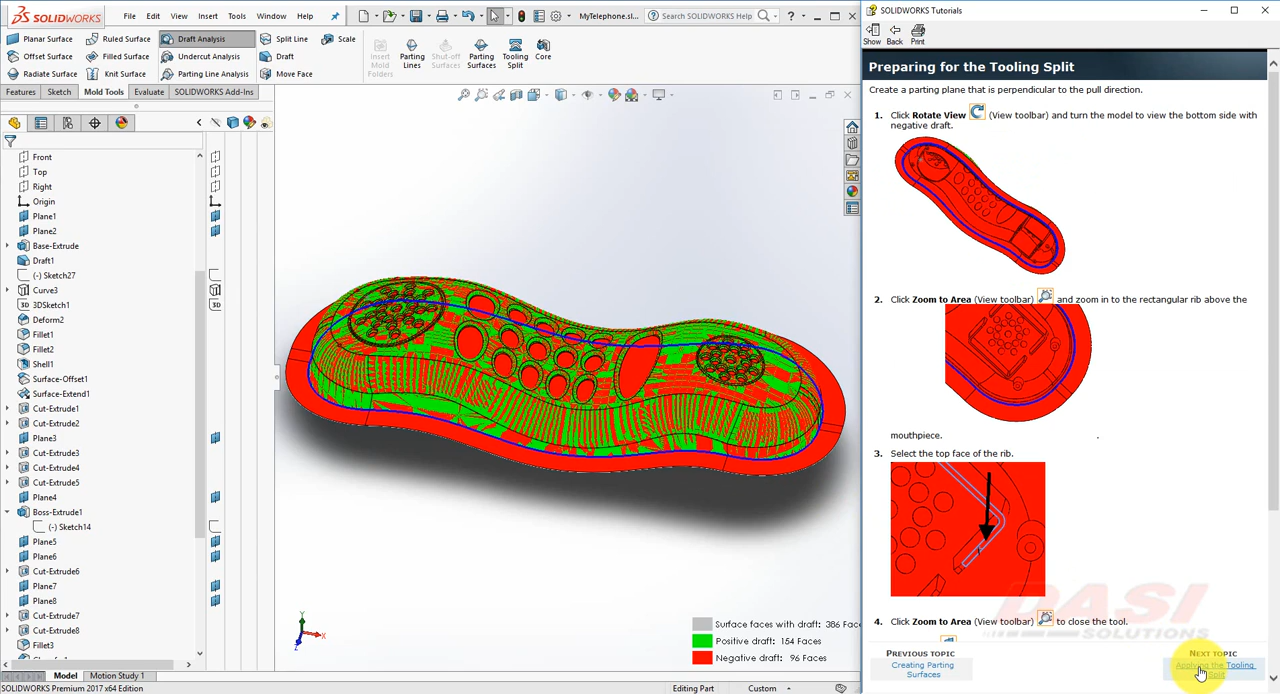 SOLIDWORKS File Edit View Insert Tools Window Help MyTelephone.sl... Search SOLIDWORKS Help
Planar Surface Ruled Surface Draft Analysis Split Line Scale
Offset Surface Filled Surface Undercut Analysis Draft
Radiate Surface Knit Surface Parting Line Analysis Move Face
Insert Mold Folders
Parting Lines
Shut-off Surfaces
Parting Surfaces
Tooling Split
Core
Features Sketch Mold Tools Evaluate SOLIDWORKS Add-Ins
Front
Top
Right
Origin
Plane1
Plane2
Base-Extrude
Draft1
(-) Sketch27
Curve3
3DSketch1
Deform2
Fillet1
Fillet2
Shell1
Surface-Offset1
Surface-Extend1
Cut-Extrude1
Cut-Extrude2
Plane3
Cut-Extrude3
Cut-Extrude4
Cut-Extrude5
Plane4
Boss-Extrude1
(-) Sketch14
Plane5
Plane6
Cut-Extrude6
Plane7
Plane8
Cut-Extrude7
Cut-Extrude8
Fillet3
Y
X
Z
Surface faces with draft: 386 Face
Positive draft: 154 Faces
Negative draft: 96 Faces
Model Motion Study 1
SOLIDWORKS Premium 2017 x64 Edition Editing Part Custom
SOLIDWORKS Tutorials
Show Back Print
Preparing for the Tooling Split
Create a parting plane that is perpendicular to the pull direction.
1. Click Rotate View (View toolbar) and turn the model to view the bottom side with
negative draft.
2. Click Zoom to Area (View toolbar) and zoom in to the rectangular rib above the
mouthpiece. .
3. Select the top face of the rib.
4. Click Zoom to Area (View toolbar) to close the tool.
DASI
SOLUTIONS
PREVIOUS TOPIC
Creating Parting
Surfaces
NEXT TOPIC
Applying the Tooling
Split